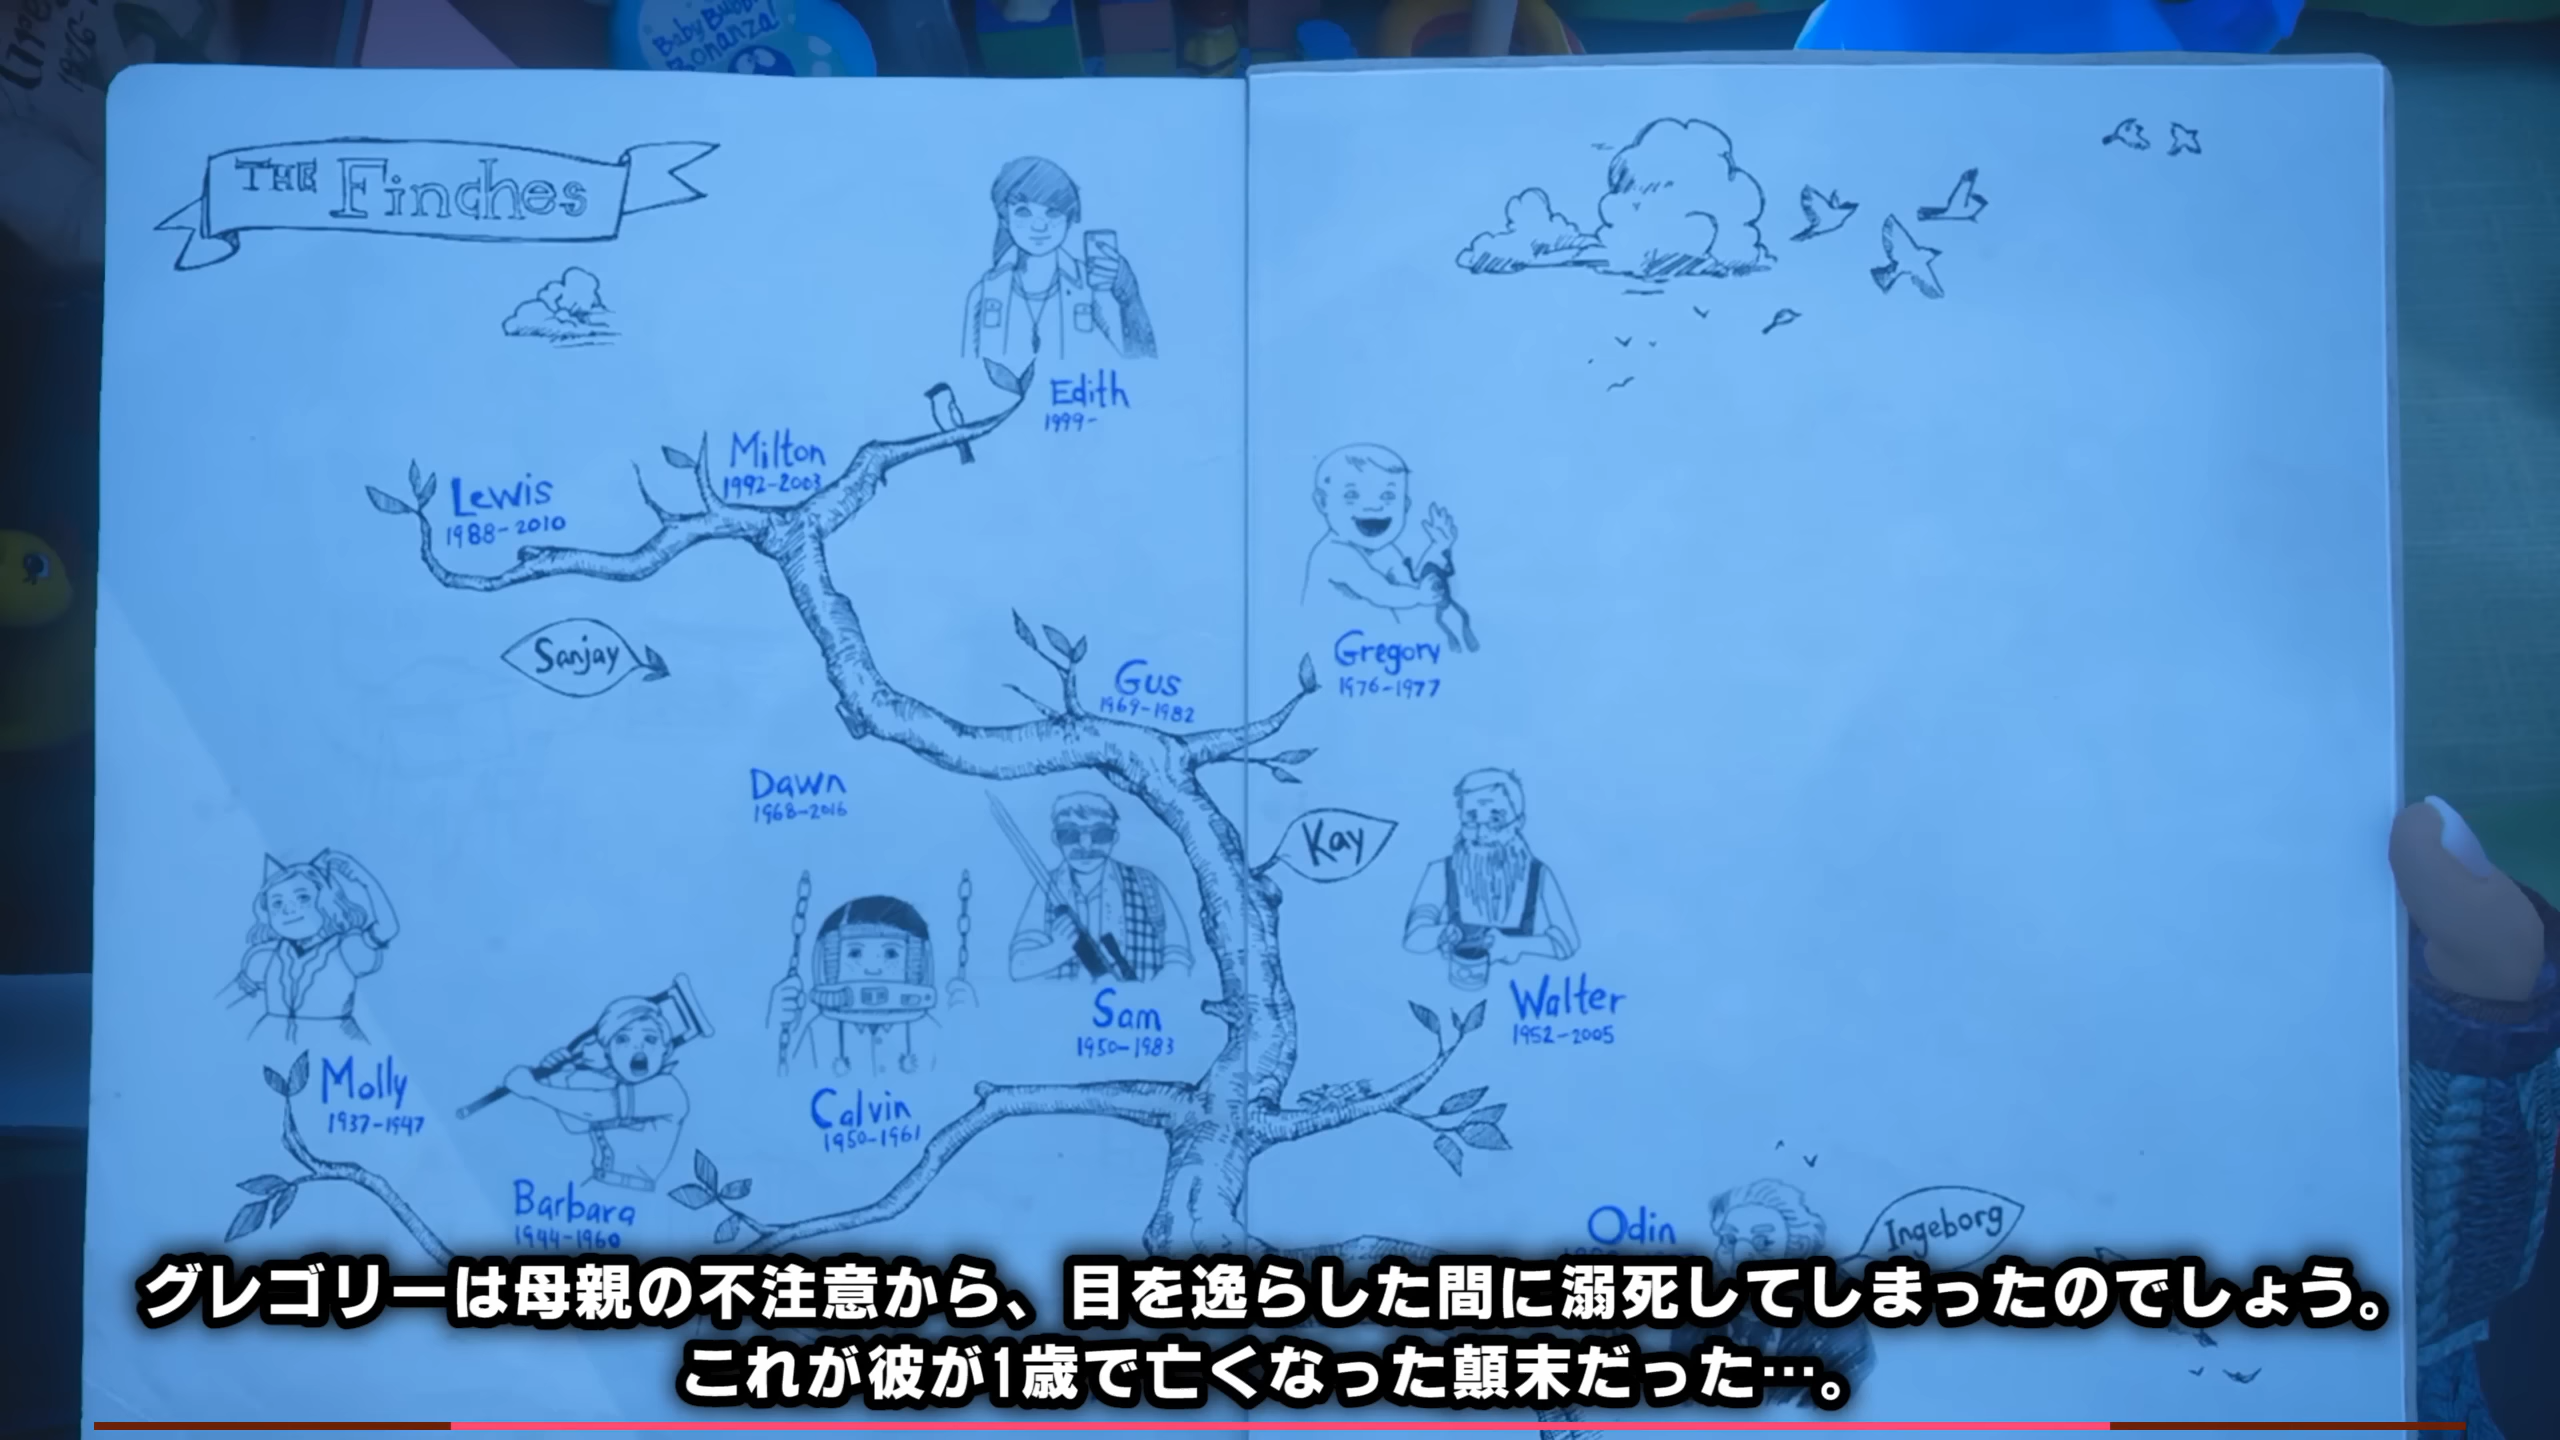 Baby Bubble
Bonanza!
THE Finches
Edith
1999-
Milton
1992-2003
Lewis
1988-2010
Sanjay
Gregory
1976-1977
Gus
1969-1982
Dawn
1968-2016
Kay
Walter
1952-2005
Sam
1950-1983
Calvin
1950-1961
Molly
1937-1947
Barbara
1944-1960
Odin
Ingeborg
グレゴリーは母親の不注意から、目を逸らした間に溺死してしまったのでしょう。
これが彼が1歳で亡くなった顛末だった…。